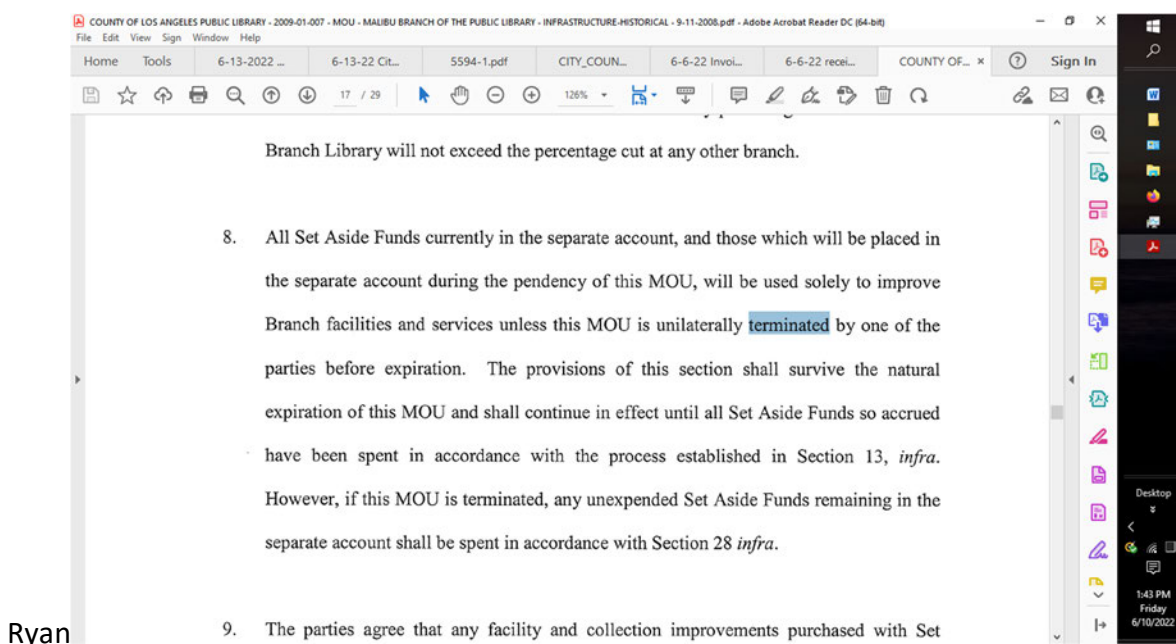 COUNTY OF LOS ANGELES PUBLIC LIBRARY - 2009-01-007 - MOU - MALIBU BRANCH OF THE PUBLIC LIBRARY - INFRASTRUCTURE-HISTORICAL - 9-11-2008.pdf - Adobe Acrobat Reader DC (64-bit)
File Edit View Sign Window Help
Home Tools 6-13-2022 ... 6-13-22 Cit... 5594-1.pdf CITY_COUN... 6-6-22 Invoi... 6-6-22 recei... COUNTY OF... × Sign In
17 / 29 126%
Branch Library will not exceed the percentage cut at any other branch.
8. All Set Aside Funds currently in the separate account, and those which will be placed in
the separate account during the pendency of this MOU, will be used solely to improve
Branch facilities and services unless this MOU is unilaterally terminated by one of the
parties before expiration. The provisions of this section shall survive the natural
expiration of this MOU and shall continue in effect until all Set Aside Funds so accrued
have been spent in accordance with the process established in Section 13, infra.
However, if this MOU is terminated, any unexpended Set Aside Funds remaining in the
separate account shall be spent in accordance with Section 28 infra.
9. The parties agree that any facility and collection improvements purchased with Set
Desktop
1:43 PM
Friday
6/10/2022
Ryan